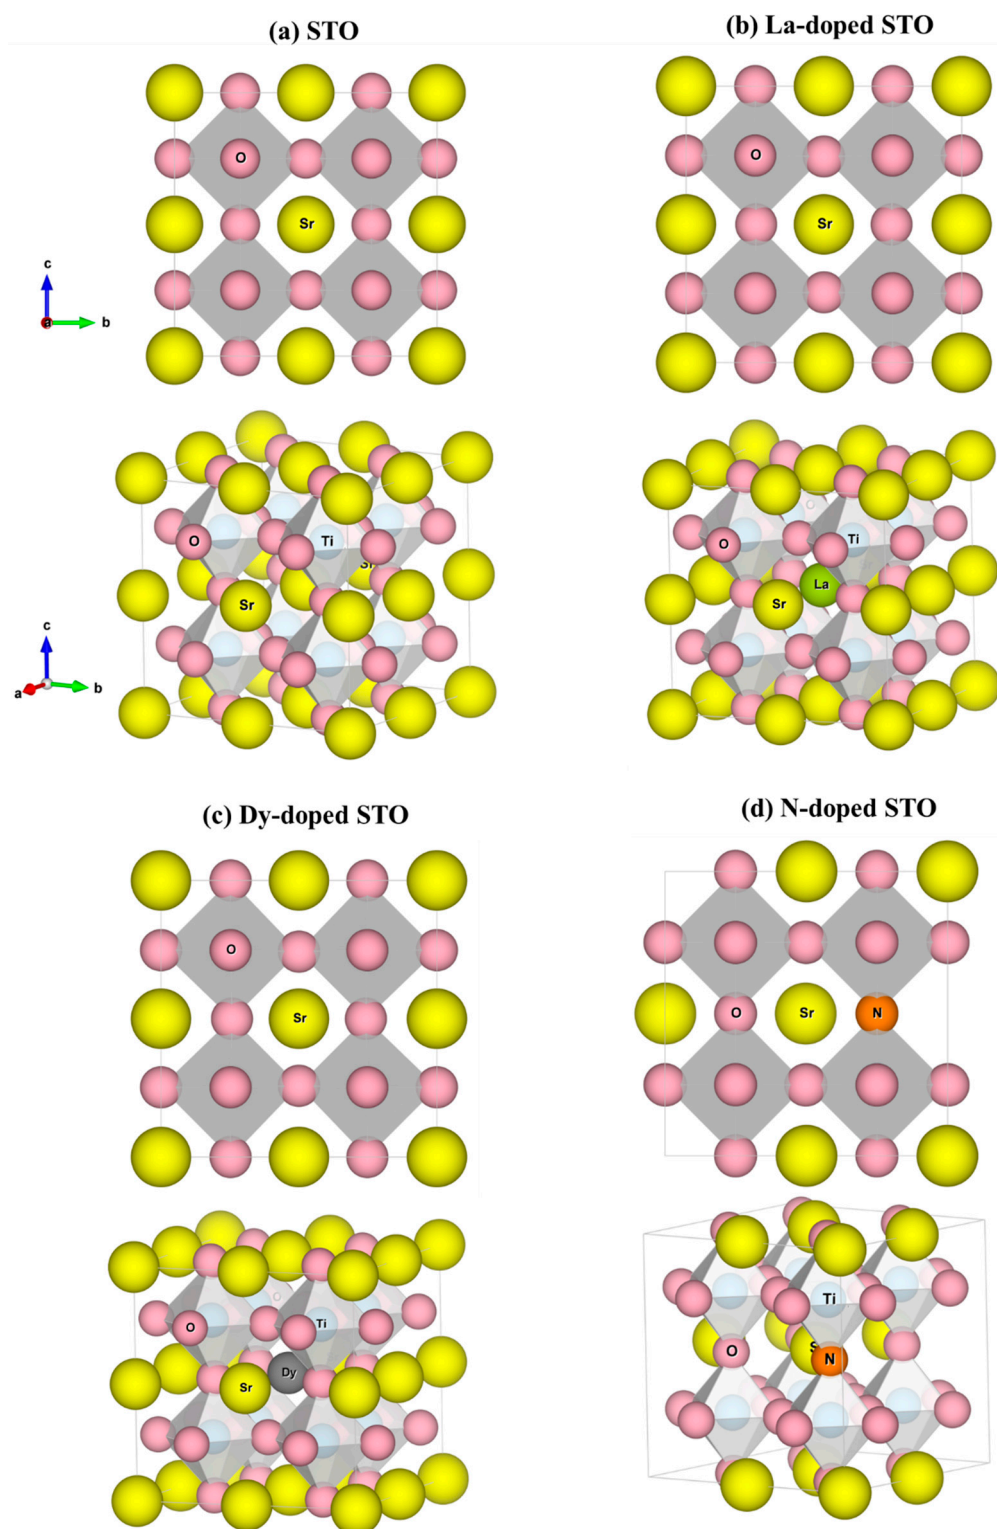 (a) STO
(b) La-doped STO
O
Sr
c
a
b
O
Sr
O
Ti
Sr
Sr
c
a
b
O
Ti
La
Sr
(c) Dy-doped STO
(d) N-doped STO
O
Sr
O
Sr
N
O
O
Ti
Dy
Sr
Ti
O
S
N